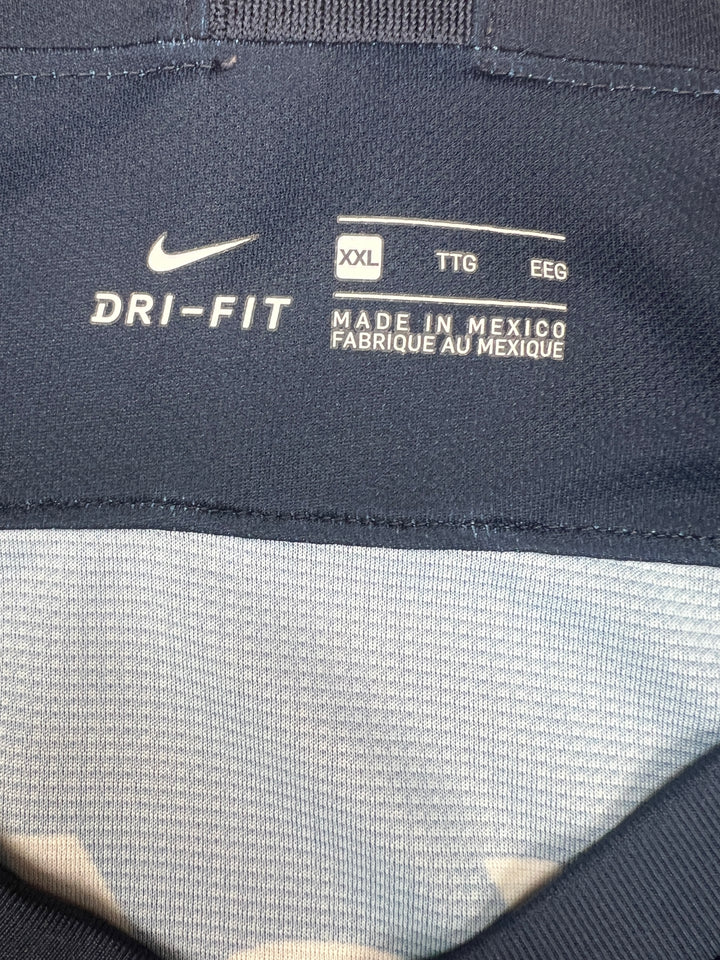 DRI-FIT
XXL TTG EEG
MADE IN MEXICO
FABRIQUE AU MEXIQUE